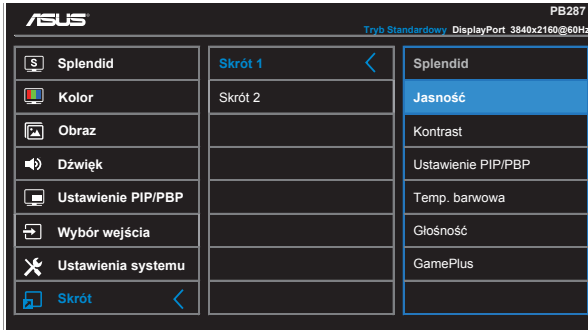 ASUS
PB287
Tryb Standardowy DisplayPort 3840x2160@60Hz
S Splendid
Kolor
Obraz
Dźwięk
Ustawienie PIP/PBP
Wybór wejścia
Ustawienia systemu
Skrót
Skrót 1
Skrót 2
Splendid
Jasność
Kontrast
Ustawienie PIP/PBP
Temp. barwowa
Głośność
GamePlus